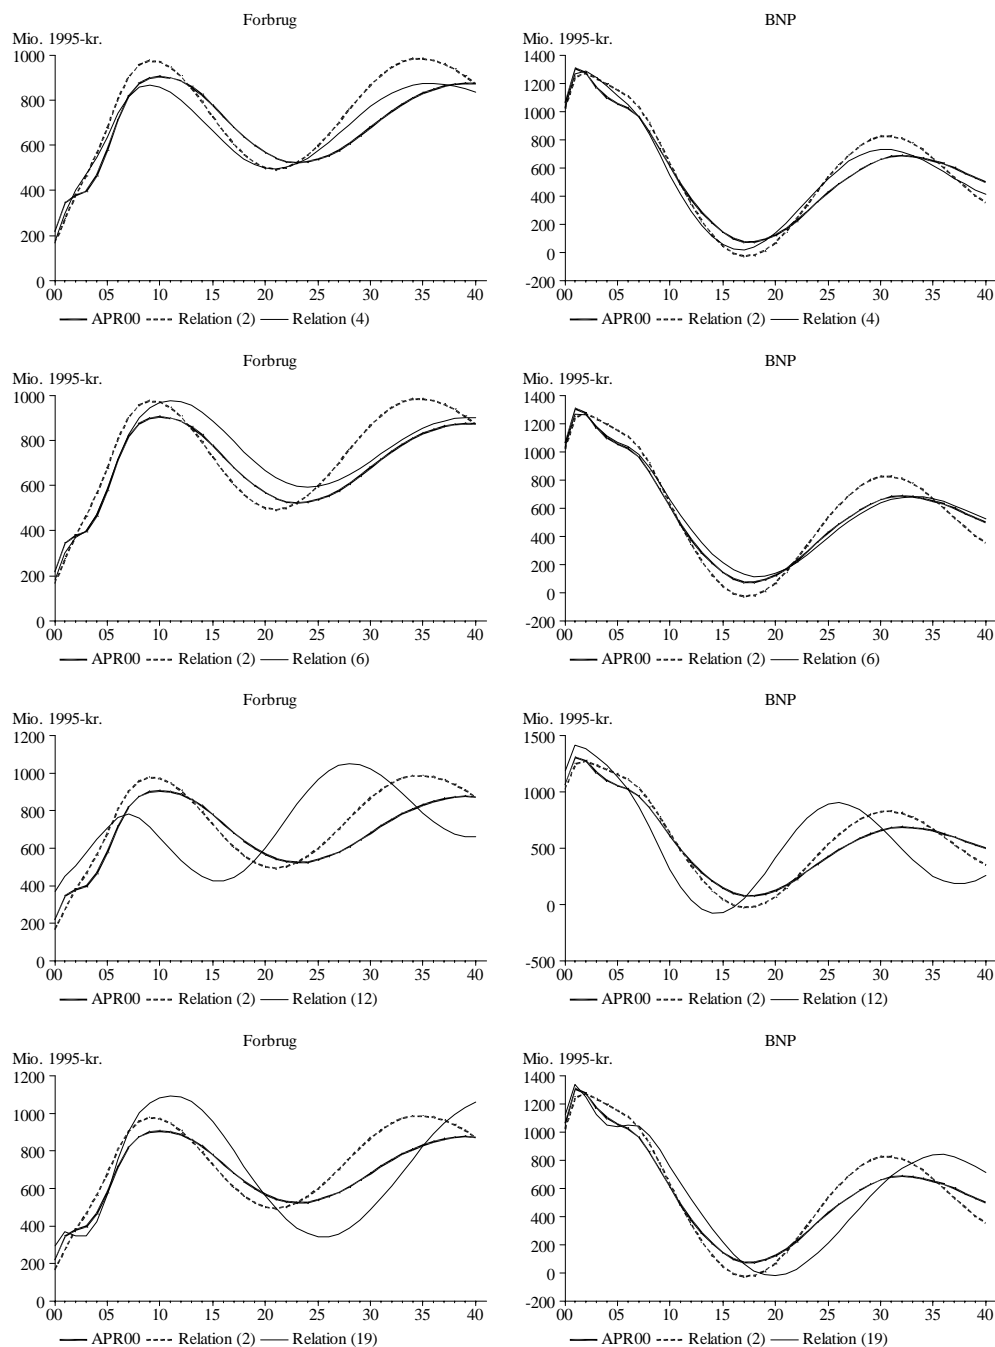 Forbrug
Mio. 1995-kr.
1000
800
600
400
200
0
00 05 10 15 20 25 30 35 40
APR00 Relation (2) Relation (4)
BNP
Mio. 1995-kr.
1400
1200
1000
800
600
400
200
0
-200
00 05 10 15 20 25 30 35 40
APR00 Relation (2) Relation (4)
Forbrug
Mio. 1995-kr.
1000
800
600
400
200
0
00 05 10 15 20 25 30 35 40
APR00 Relation (2) Relation (6)
BNP
Mio. 1995-kr.
1400
1200
1000
800
600
400
200
0
-200
00 05 10 15 20 25 30 35 40
APR00 Relation (2) Relation (6)
Forbrug
Mio. 1995-kr.
1200
1000
800
600
400
200
0
00 05 10 15 20 25 30 35 40
APR00 Relation (2) Relation (12)
BNP
Mio. 1995-kr.
1500
1000
500
0
-500
00 05 10 15 20 25 30 35 40
APR00 Relation (2) Relation (12)
Forbrug
Mio. 1995-kr.
1200
1000
800
600
400
200
0
00 05 10 15 20 25 30 35 40
APR00 Relation (2) Relation (19)
BNP
Mio. 1995-kr.
1400
1200
1000
800
600
400
200
0
-200
00 05 10 15 20 25 30 35 40
APR00 Relation (2) Relation (19)